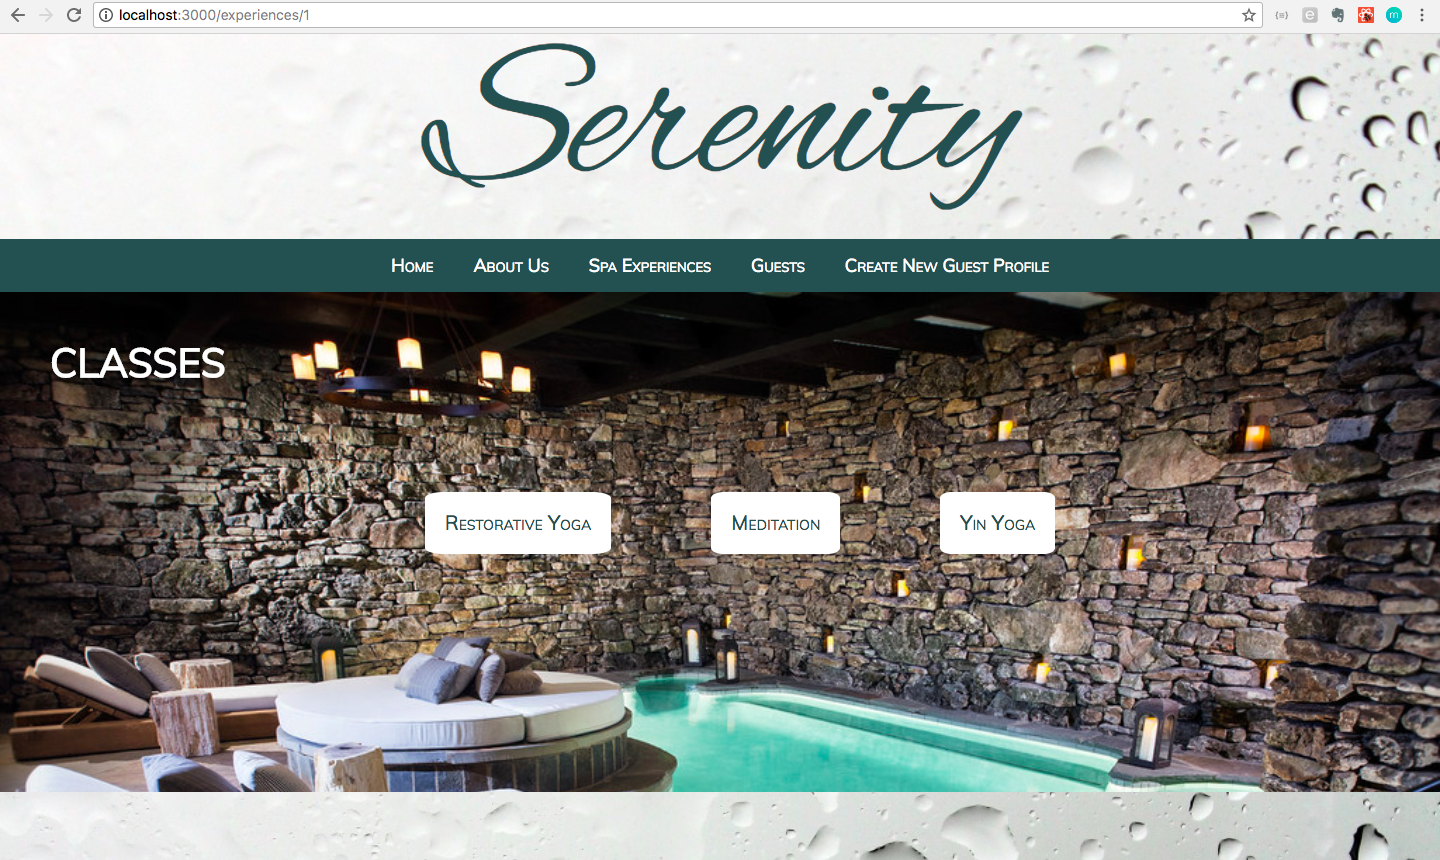 localhost:3000/experiences/1
Serenity
Home About Us Spa Experiences Guests Create New Guest Profile
CLASSES
Restorative Yoga Meditation Yin Yoga